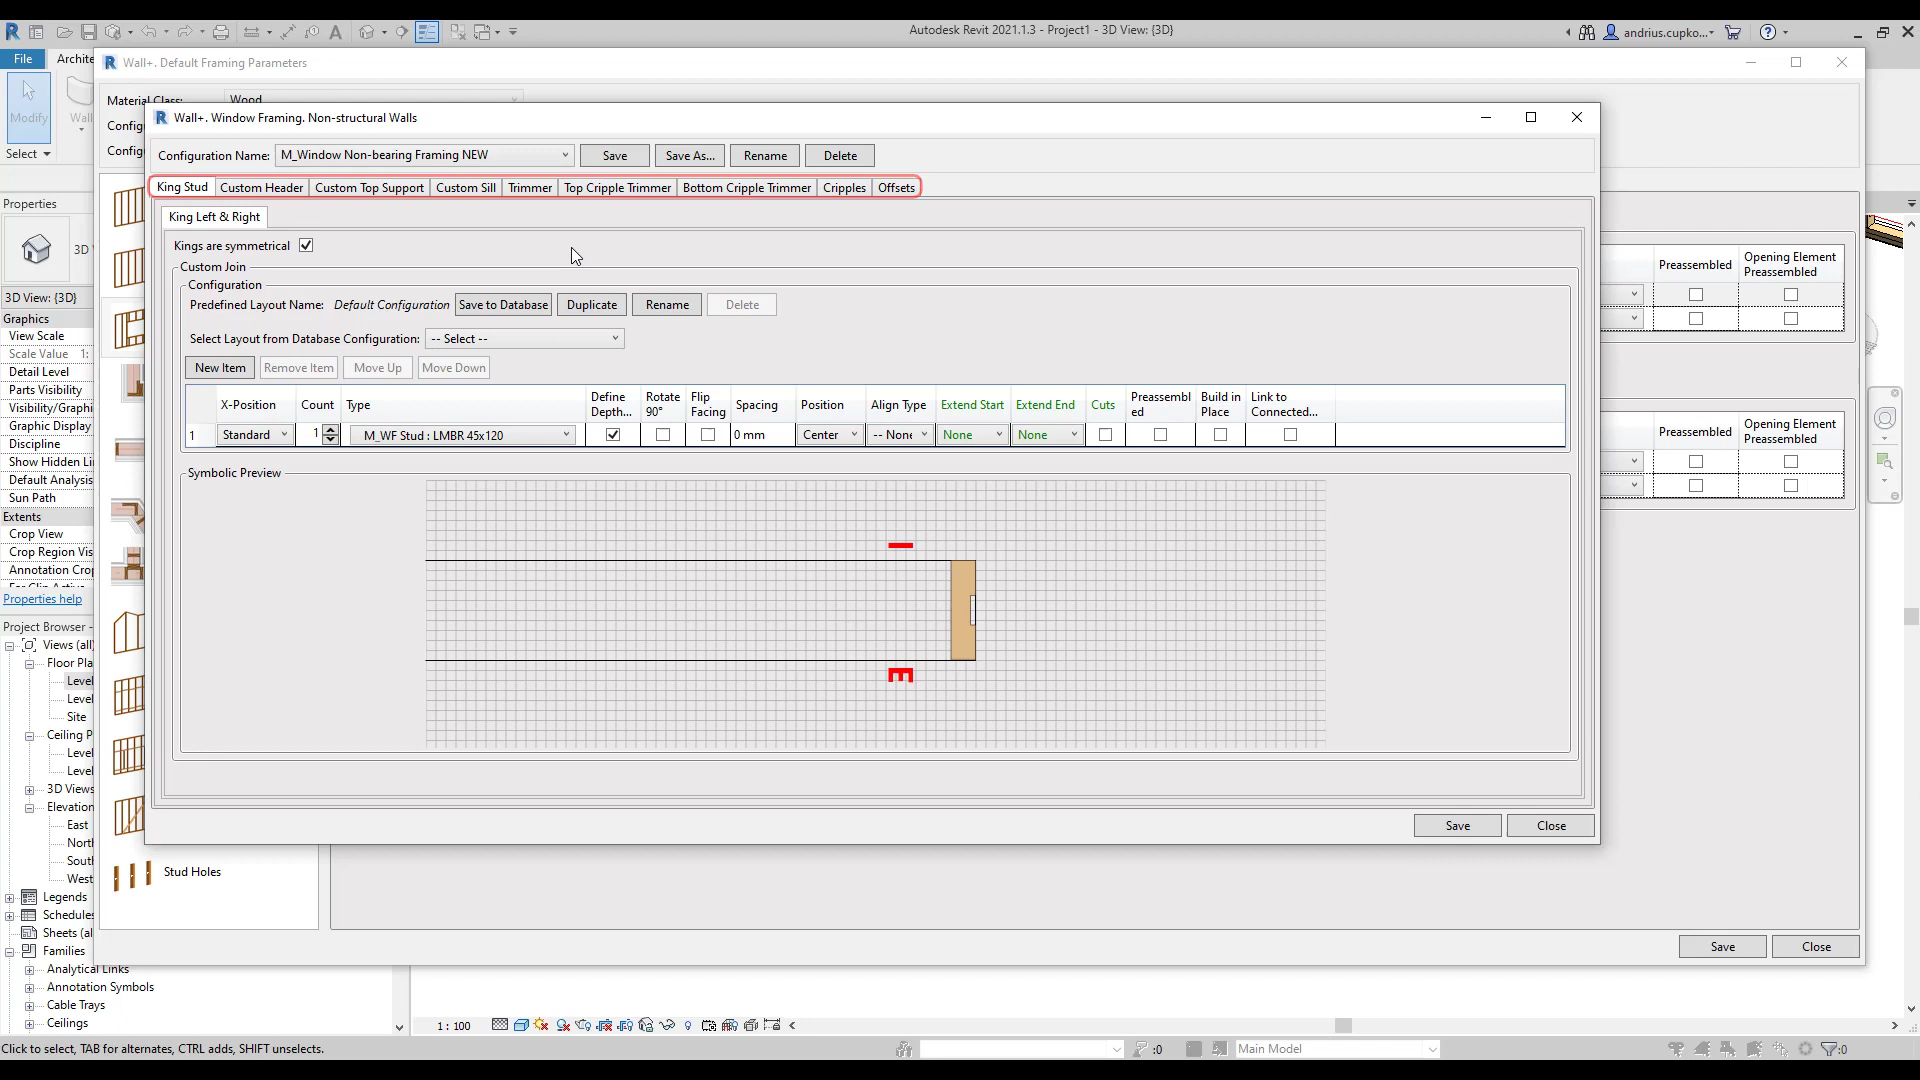 Autodesk Revit 2021.1.3 - Project1 - 3D View: {3D}
andrius.cupko...
File
Archite
Wall+. Default Framing Parameters
Modify
Wall
Select
Material Class:
Wood
Config
Config
Wall+. Window Framing. Non-structural Walls
Configuration Name:
M_Window Non-bearing Framing NEW
Save
Save As...
Rename
Delete
King Stud
Custom Header
Custom Top Support
Custom Sill
Trimmer
Top Cripple Trimmer
Bottom Cripple Trimmer
Cripples
Offsets
King Left & Right
Kings are symmetrical
Custom Join
Configuration
Predefined Layout Name:
Default Configuration
Save to Database
Duplicate
Rename
Delete
Select Layout from Database Configuration:
-- Select --
New Item
Remove Item
Move Up
Move Down
X-Position
Count
Type
Define Depth...
Rotate 90°
Flip Facing
Spacing
Position
Align Type
Extend Start
Extend End
Cuts
Preassembl ed
Build in Place
Link to Connected...
1
Standard
1
M_WF Stud : LMBR 45x120
0 mm
Center
-- None
None
None
Symbolic Preview
I
E
Save
Close
Preassembled
Opening Element Preassembled
Preassembled
Opening Element Preassembled
Stud Holes
Save
Close
Properties
3D
3D View: {3D}
Graphics
View Scale
Scale Value 1:
Detail Level
Parts Visibility
Visibility/Graphi
Graphic Display
Discipline
Show Hidden Li
Default Analysis
Sun Path
Extents
Crop View
Crop Region Vis
Annotation Crop
Far Clip Active
Properties help
Project Browser -
Views (all)
Floor Pla
Level
Level
Site
Ceiling P
Level
Level
3D Views
Elevation
East
North
South
West
Legends
Schedules
Sheets (al
Families
Analytical Links
Annotation Symbols
Cable Trays
Ceilings
1 : 100
Click to select, TAB for alternates, CTRL adds, SHIFT unselects.
:0
Main Model
:0